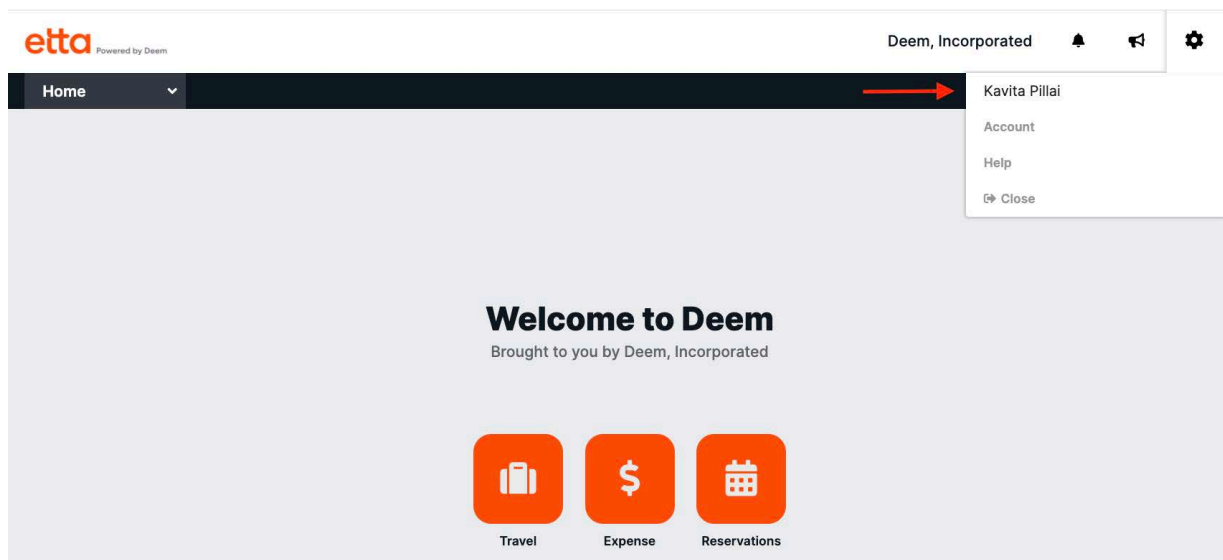 etta Powered by Deem
Deem, Incorporated
Home
Kavita Pillai
Account
Help
Close
Welcome to Deem
Brought to you by Deem, Incorporated
$
Travel Expense Reservations